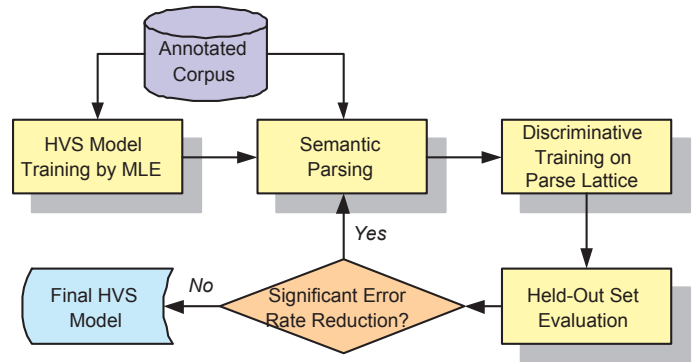 Annotated
Corpus
HVS Model
Training by MLE
Semantic
Parsing
Discriminative
Training on
Parse Lattice
Yes
No
Final HVS
Model
Significant Error
Rate Reduction?
Held-Out Set
Evaluation